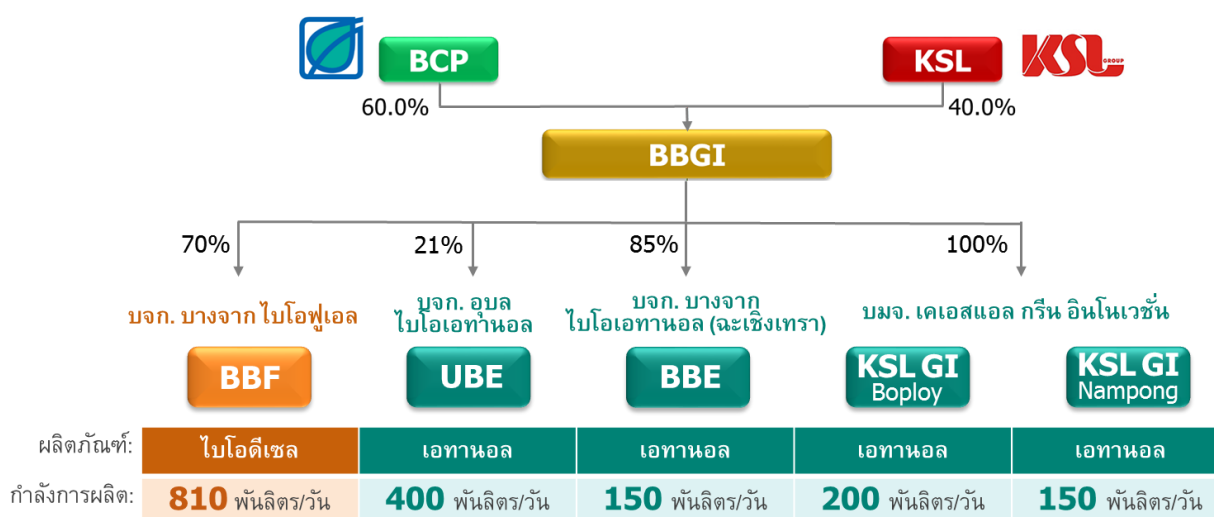 BCP
KSL
KSL GROUP
60.0%
40.0%
BBGI
70%
21%
85%
100%
บจก. บางจาก ไบโอฟูเอล
บจก. อุบล
ไบโอเอทานอล
บจก. บางจาก
ไบโอเอทานอล (ฉะเชิงเทรา)
บมจ. เคเอสแอล กรีน อินโนเวชั่น
BBF
UBE
BBE
KSL GI
Boploy
KSL GI
Nampong
ผลิตภัณฑ์: ไบโอดีเซล เอทานอล เอทานอล เอทานอล เอทานอล
กำลังการผลิต: 810 พันลิตร/วัน 400 พันลิตร/วัน 150 พันลิตร/วัน 200 พันลิตร/วัน 150 พันลิตร/วัน